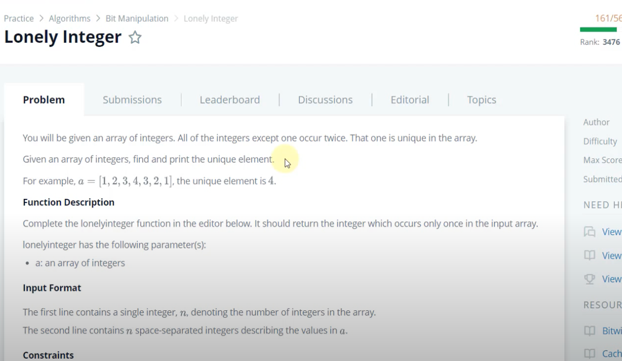 Practice > Algorithms > Bit Manipulation > Lonely Integer
Lonely Integer
161/56
Rank: 3476
Problem
Submissions
Leaderboard
Discussions
Editorial
Topics
You will be given an array of integers. All of the integers except one occur twice. That one is unique in the array.
Given an array of integers, find and print the unique element.
For example, a = [1, 2, 3, 4, 3, 2, 1], the unique element is 4.
Function Description
Complete the lonelyinteger function in the editor below. It should return the integer which occurs only once in the input array.
lonelyinteger has the following parameter(s):
• a: an array of integers
Input Format
The first line contains a single integer, n, denoting the number of integers in the array.
The second line contains n space-separated integers describing the values in a.
Constraints
Author
Difficulty
Max Score
Submitted
NEED HE
View
View
View
RESOUR
Bitwi
Cach